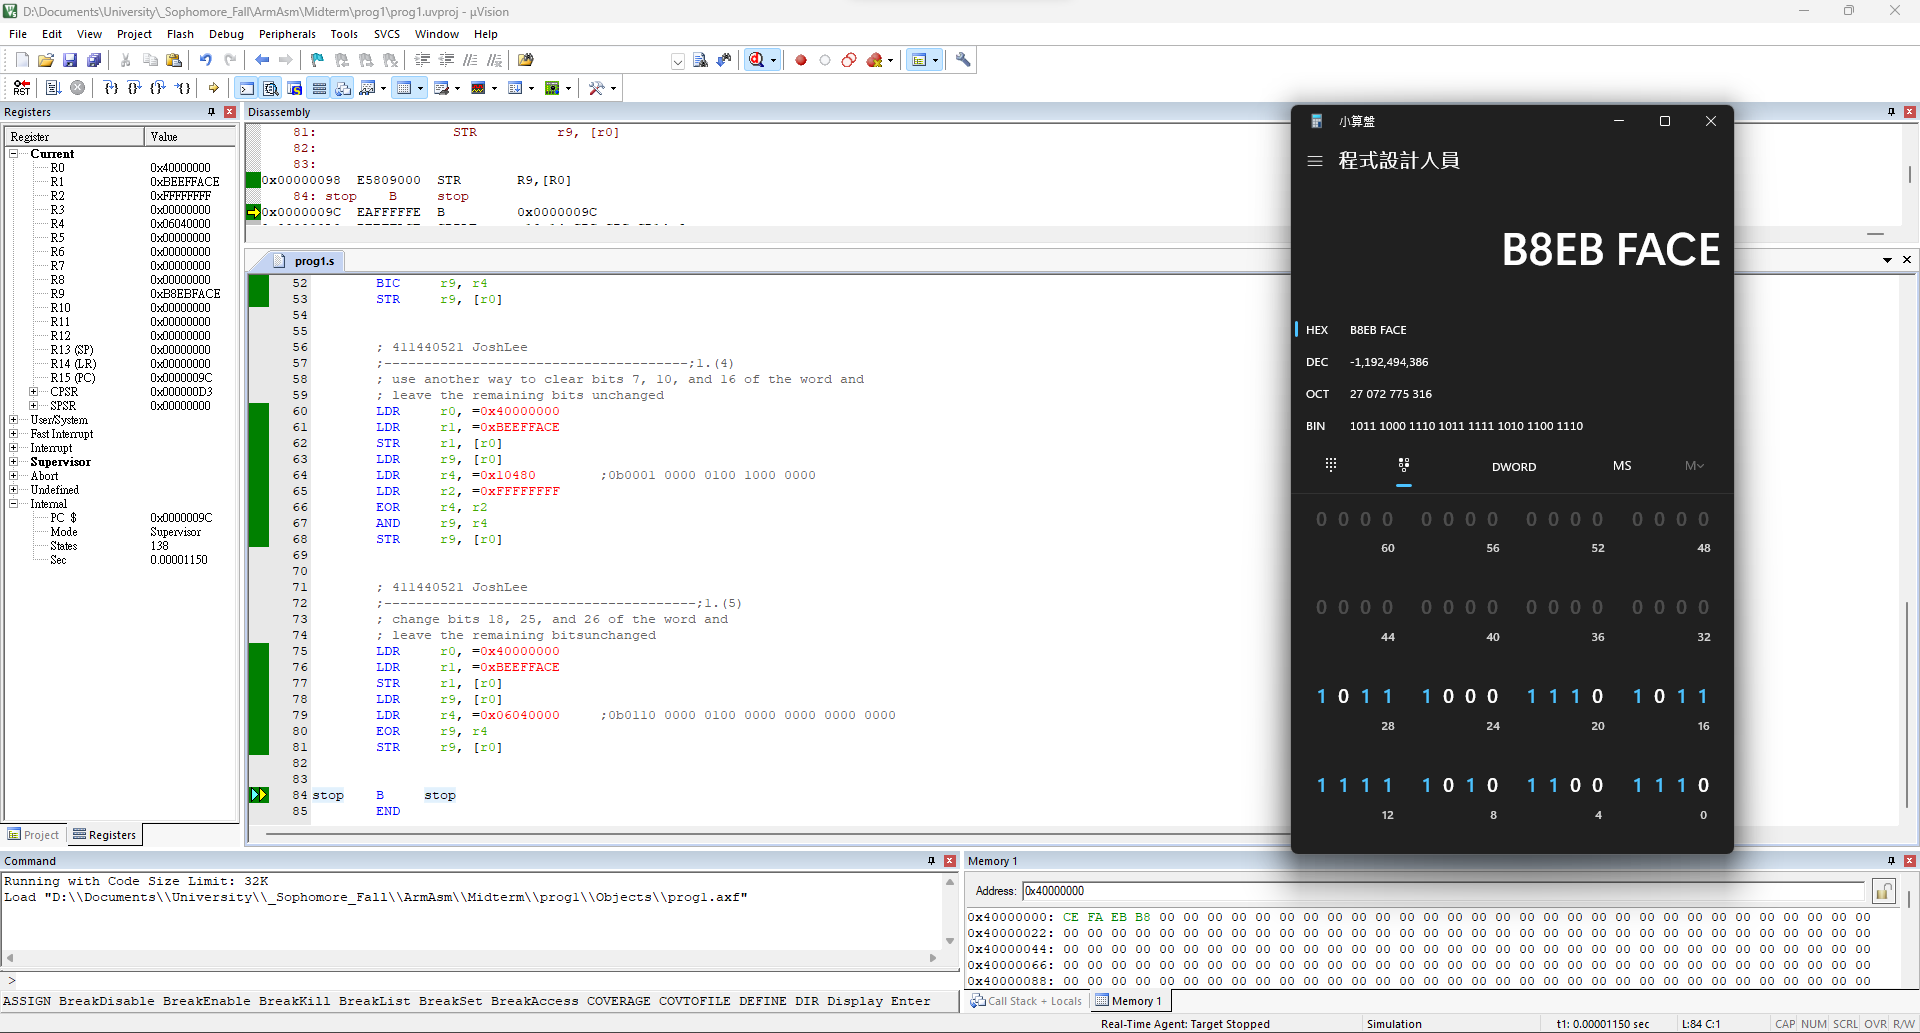 D:\Documents\University\_Sophomore_Fall\ArmAsm\Midterm\prog1\prog1.uvproj - µVision
File Edit View Project Flash Debug Peripherals Tools SVCS Window Help
Registers
Register Value
Current
R0 0x40000000
R1 0xBEEFFACE
R2 0xFFFFFFFF
R3 0x00000000
R4 0x06040000
R5 0x00000000
R6 0x00000000
R7 0x00000000
R8 0x00000000
R9 0xB8EBFACE
R10 0x00000000
R11 0x00000000
R12 0x00000000
R13 (SP) 0x00000000
R14 (LR) 0x00000000
R15 (PC) 0x0000009C
CPSR 0x000000D3
SPSR 0x00000000
User/System
Fast Interrupt
Interrupt
Supervisor
Abort
Undefined
Internal
PC $ 0x0000009C
Mode Supervisor
States 138
Sec 0.00001150
Project Registers
Disassembly
81: STR r9, [r0]
82:
83:
0x00000098 E5809000 STR R9,[R0]
84: stop B stop
0x0000009C EAFFFFFE B 0x0000009C
prog1.s
52 BIC r9, r4
53 STR r9, [r0]
54
55
56 ; 411440521 JoshLee
57 ;--------------------------------------;1.(4)
58 ; use another way to clear bits 7, 10, and 16 of the word and
59 ; leave the remaining bits unchanged
60 LDR r0, =0x40000000
61 LDR r1, =0xBEEFFACE
62 STR r1, [r0]
63 LDR r9, [r0]
64 LDR r4, =0x10480 ;0b0001 0000 0100 1000 0000
65 LDR r2, =0xFFFFFFFF
66 EOR r4, r2
67 AND r9, r4
68 STR r9, [r0]
69
70
71 ; 411440521 JoshLee
72 ;---------------------------------------;1.(5)
73 ; change bits 18, 25, and 26 of the word and
74 ; leave the remaining bitsunchanged
75 LDR r0, =0x40000000
76 LDR r1, =0xBEEFFACE
77 STR r1, [r0]
78 LDR r9, [r0]
79 LDR r4, =0x06040000 ;0b0110 0000 0100 0000 0000 0000 0000
80 EOR r9, r4
81 STR r9, [r0]
82
83
84 stop B stop
85 END
小算盤
程式設計人員
B8EB FACE
HEX B8EB FACE
DEC -1,192,494,386
OCT 27 072 775 316
BIN 1011 1000 1110 1011 1111 1010 1100 1110
DWORD MS M
0 0 0 0 0 0 0 0 0 0 0 0 0 0 0 0
60 56 52 48
0 0 0 0 0 0 0 0 0 0 0 0 0 0 0 0
44 40 36 32
1 0 1 1 1 0 0 0 1 1 1 0 1 0 1 1
28 24 20 16
1 1 1 1 1 0 1 0 1 1 0 0 1 1 1 0
12 8 4 0
Command
Running with Code Size Limit: 32K
Load "D:\\Documents\\University\\_Sophomore_Fall\\ArmAsm\\Midterm\\prog1\\Objects\\prog1.axf"
>
ASSIGN BreakDisable BreakEnable BreakKill BreakList BreakSet BreakAccess COVERAGE COVTOFILE DEFINE DIR Display Enter
Memory 1
Address: 0x40000000
0x40000000: CE FA EB B8 00 00 00 00 00 00 00 00 00 00 00 00 00 00 00 00 00 00 00 00 00 00 00 00 00 00 00 00 00 00
0x40000022: 00 00 00 00 00 00 00 00 00 00 00 00 00 00 00 00 00 00 00 00 00 00 00 00 00 00 00 00 00 00 00 00 00 00
0x40000044: 00 00 00 00 00 00 00 00 00 00 00 00 00 00 00 00 00 00 00 00 00 00 00 00 00 00 00 00 00 00 00 00 00 00
0x40000066: 00 00 00 00 00 00 00 00 00 00 00 00 00 00 00 00 00 00 00 00 00 00 00 00 00 00 00 00 00 00 00 00 00 00
0x40000088: 00 00 00 00 00 00 00 00 00 00 00 00 00 00 00 00 00 00 00 00 00 00 00 00 00 00 00 00 00 00 00 00 00 00
Call Stack + Locals Memory 1
Real-Time Agent: Target Stopped Simulation t1: 0.00001150 sec L:84 C:1 CAP NUM SCRL OVR R/W